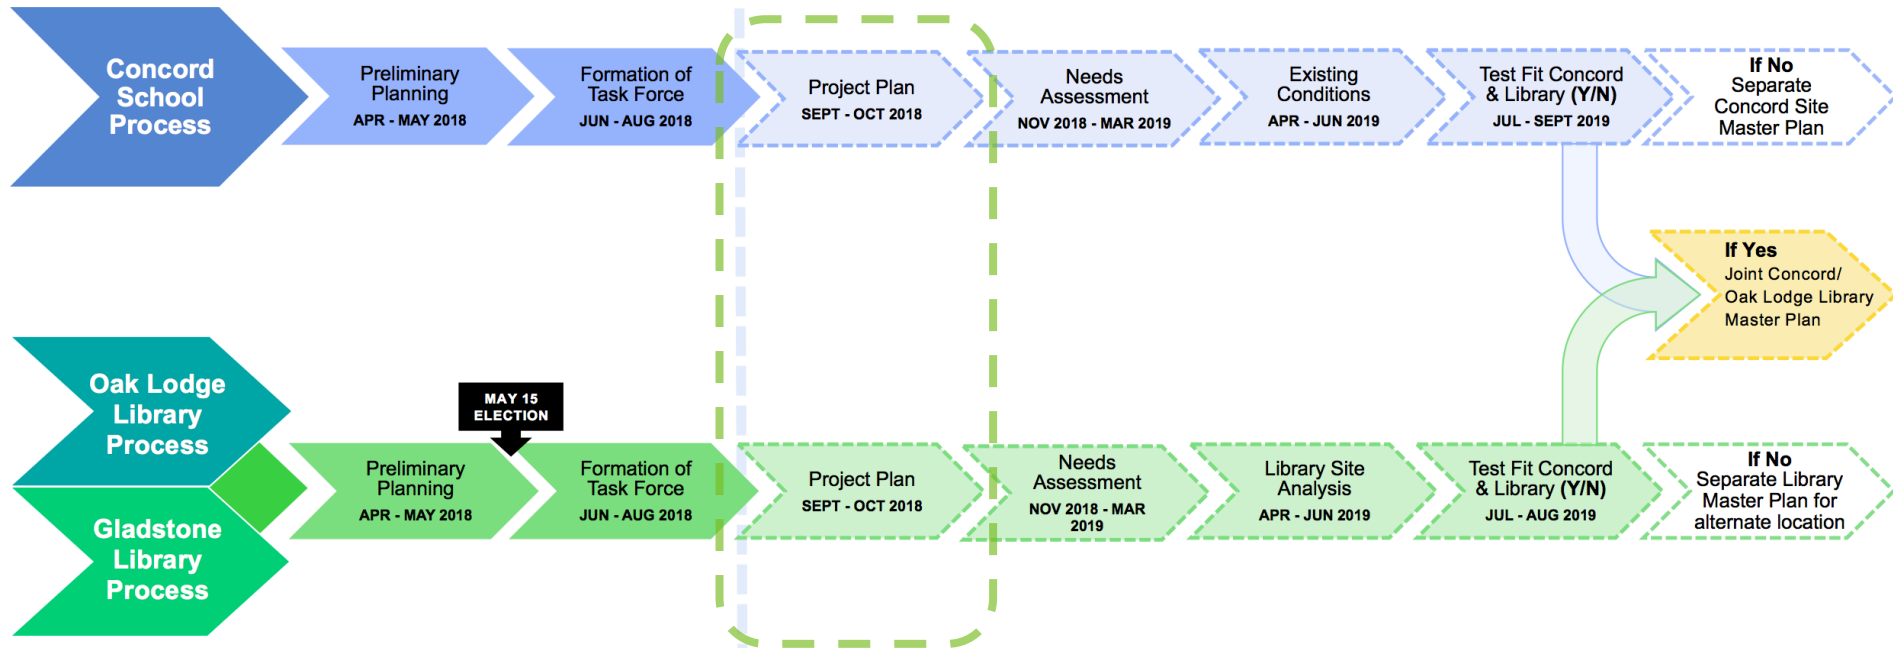 Concord
School
Process
Preliminary
Planning
APR - MAY 2018
Formation of
Task Force
JUN - AUG 2018
Project Plan
SEPT - OCT 2018
Needs
Assessment
NOV 2018 - MAR 2019
Existing
Conditions
APR - JUN 2019
Test Fit Concord
& Library (Y/N)
JUL - SEPT 2019
If No
Separate
Concord Site
Master Plan
If Yes
Joint Concord/
Oak Lodge Library
Master Plan
Oak Lodge
Library
Process
Gladstone
Library
Process
MAY 15
ELECTION
Preliminary
Planning
APR - MAY 2018
Formation of
Task Force
JUN - AUG 2018
Project Plan
SEPT - OCT 2018
Needs
Assessment
NOV 2018 - MAR
2019
Library Site
Analysis
APR - JUN 2019
Test Fit Concord
& Library (Y/N)
JUL - AUG 2019
If No
Separate Library
Master Plan for
alternate location